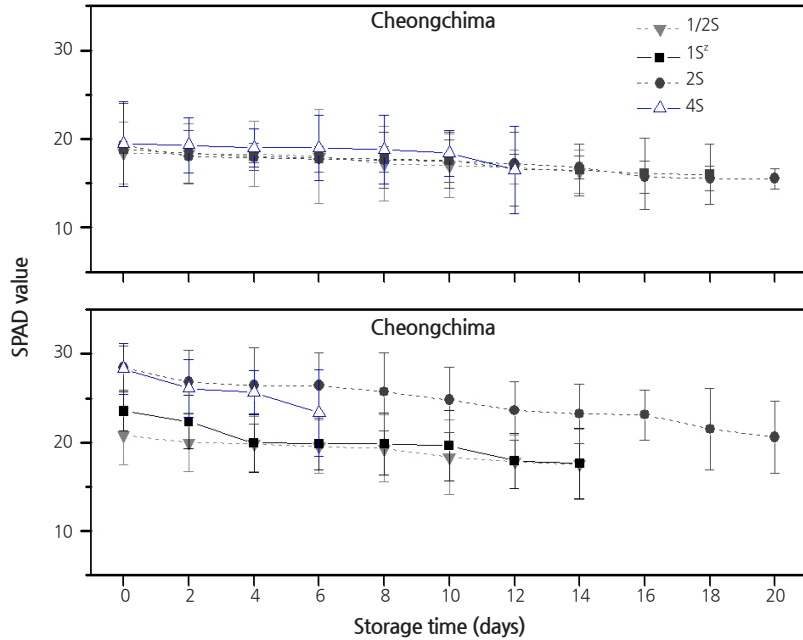 Cheongchima
1/2S
1Sᶻ
2S
4S
30
20
10
SPAD value
Cheongchima
30
20
10
0 2 4 6 8 10 12 14 16 18 20
Storage time (days)